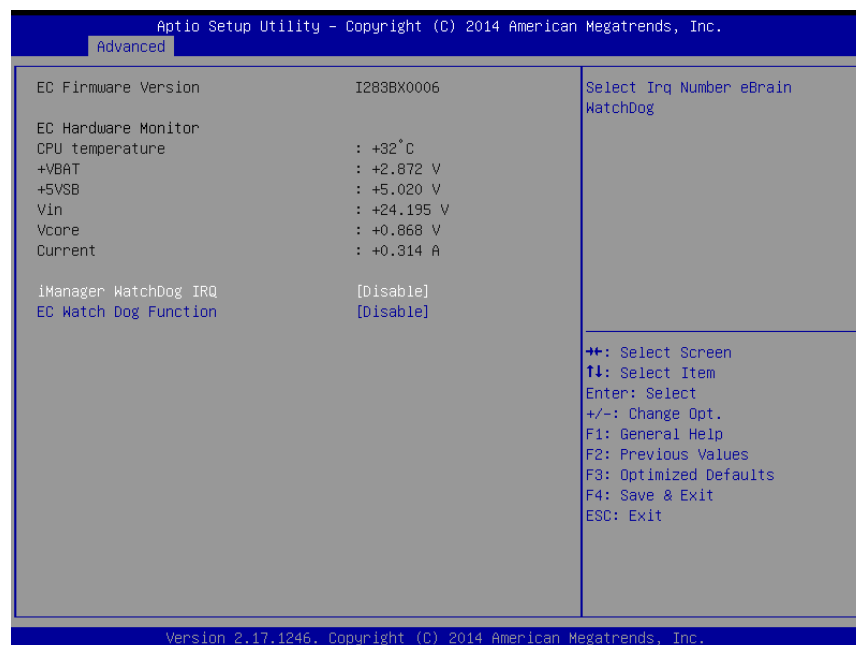 Aptio Setup Utility – Copyright (C) 2014 American Megatrends, Inc.
Advanced
EC Firmware Version I283BX0006
EC Hardware Monitor
CPU temperature : +32°C
+VBAT : +2.872 V
+5VSB : +5.020 V
Vin : +24.195 V
Vcore : +0.868 V
Current : +0.314 A
iManager WatchDog IRQ [Disable]
EC Watch Dog Function [Disable]
Select Irq Number eBrain
WatchDog
→←: Select Screen
↑↓: Select Item
Enter: Select
+/-: Change Opt.
F1: General Help
F2: Previous Values
F3: Optimized Defaults
F4: Save & Exit
ESC: Exit
Version 2.17.1246. Copyright (C) 2014 American Megatrends, Inc.